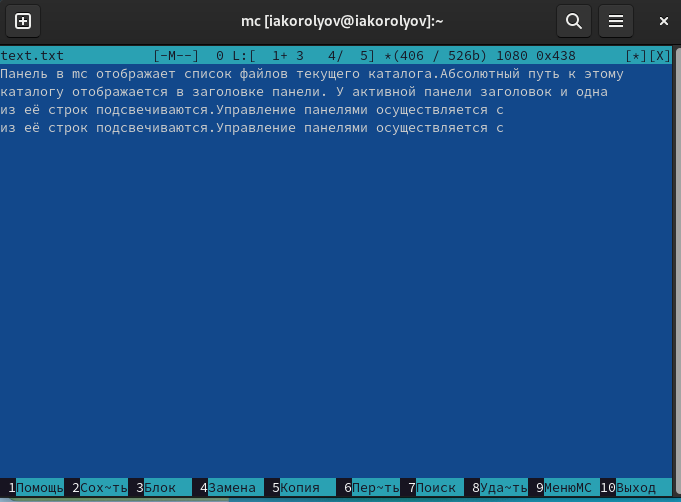 mc [iakorolyov@iakorolyov]:~
text.txt [-M--] 0 L:[ 1+ 3 4/ 5] *(406 / 526b) 1080 0x438 [*][X]
Панель в mc отображает список файлов текущего каталога.Абсолютный путь к этому
каталогу отображается в заголовке панели. У активной панели заголовок и одна
из её строк подсвечиваются.Управление панелями осуществляется с
из её строк подсвечиваются.Управление панелями осуществляется с
1Помощь 2Сох~ть 3Блок 4Замена 5Копия 6Пер~ть 7Поиск 8Уда~ть 9МенюMC 10Выход